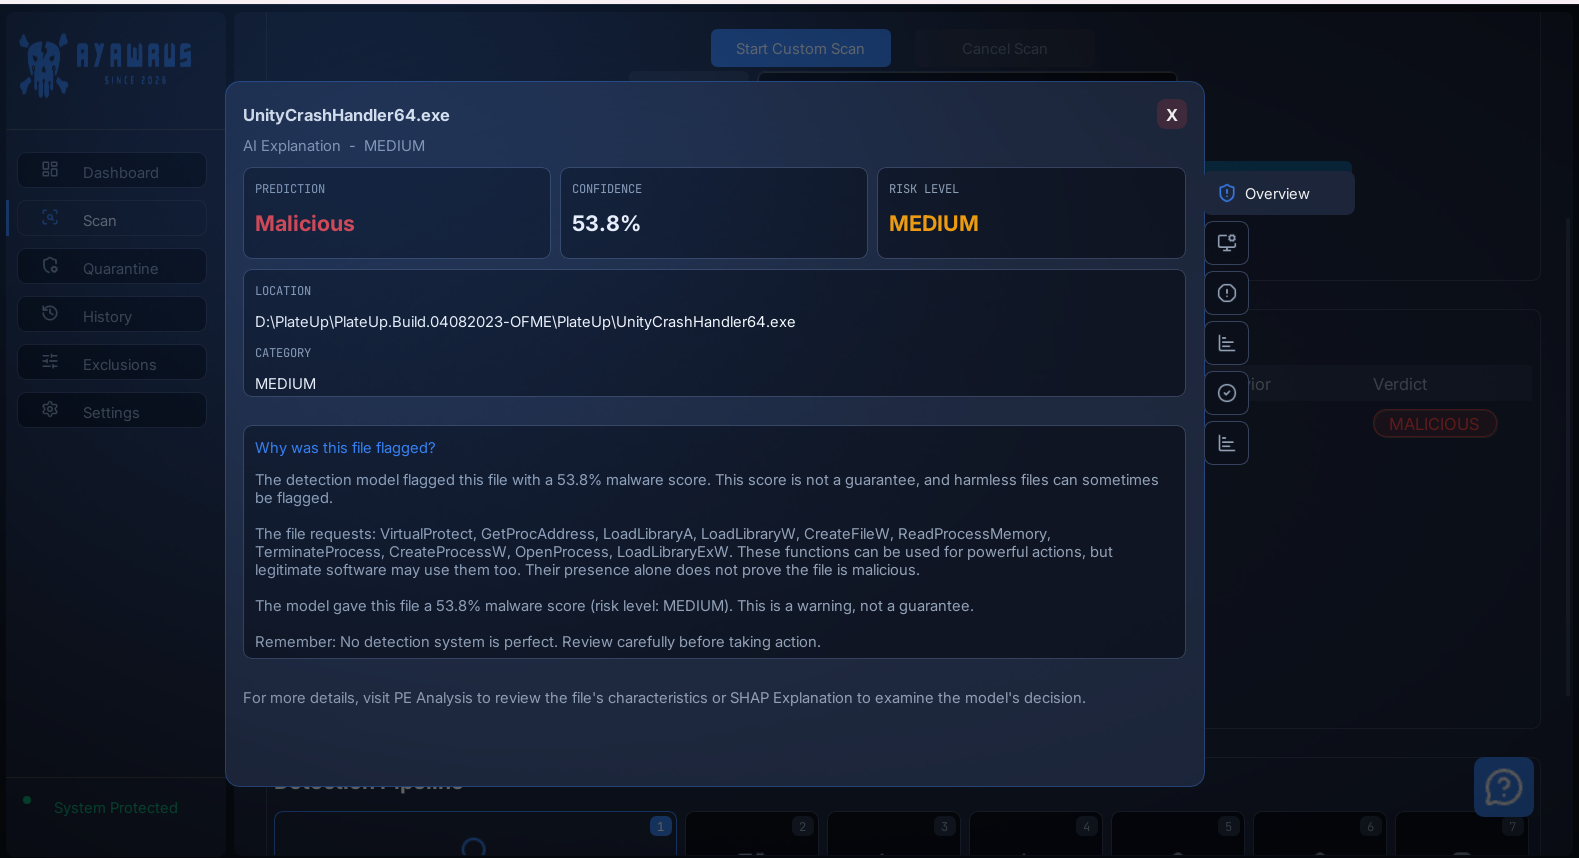 AYAWARUS
SINCE 2026
Start Custom Scan
Cancel Scan
Dashboard
Scan
Quarantine
History
Exclusions
Settings
System Protected
UnityCrashHandler64.exe
X
AI Explanation - MEDIUM
PREDICTION
Malicious
CONFIDENCE
53.8%
RISK LEVEL
MEDIUM
LOCATION
D:\PlateUp\PlateUp.Build.04082023-OFME\PlateUp\UnityCrashHandler64.exe
CATEGORY
MEDIUM
Why was this file flagged?
The detection model flagged this file with a 53.8% malware score. This score is not a guarantee, and harmless files can sometimes
be flagged.
The file requests: VirtualProtect, GetProcAddress, LoadLibraryA, LoadLibraryW, CreateFileW, ReadProcessMemory,
TerminateProcess, CreateProcessW, OpenProcess, LoadLibraryExW. These functions can be used for powerful actions, but
legitimate software may use them too. Their presence alone does not prove the file is malicious.
The model gave this file a 53.8% malware score (risk level: MEDIUM). This is a warning, not a guarantee.
Remember: No detection system is perfect. Review carefully before taking action.
For more details, visit PE Analysis to review the file's characteristics or SHAP Explanation to examine the model's decision.
Overview
Verdict
MALICIOUS
Detection Pipeline
1
2
3
4
5
6
7